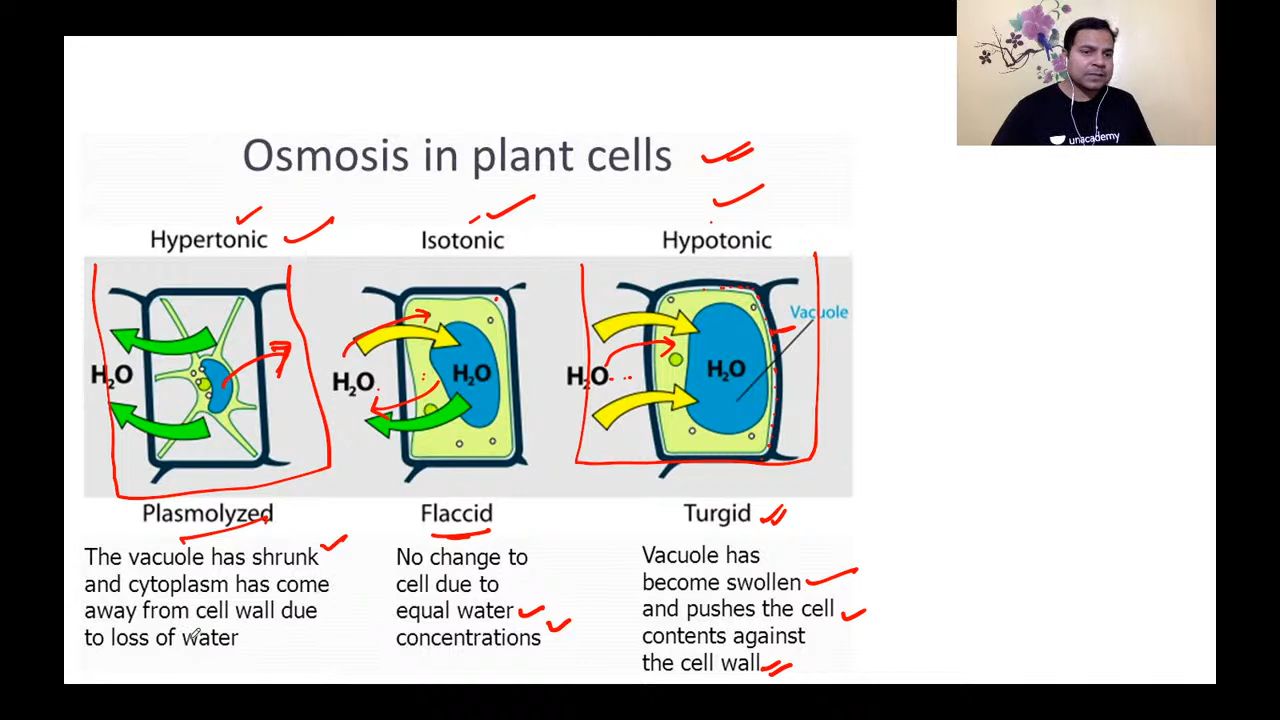 unacademy
Osmosis in plant cells
Hypertonic
Isotonic
Hypotonic
H₂O
H₂O
H₂O
H₂O
H₂O
Vacuole
Plasmolyzed
Flaccid
Turgid
The vacuole has shrunk
and cytoplasm has come
away from cell wall due
to loss of water
No change to
cell due to
equal water
concentrations
Vacuole has
become swollen
and pushes the cell
contents against
the cell wall